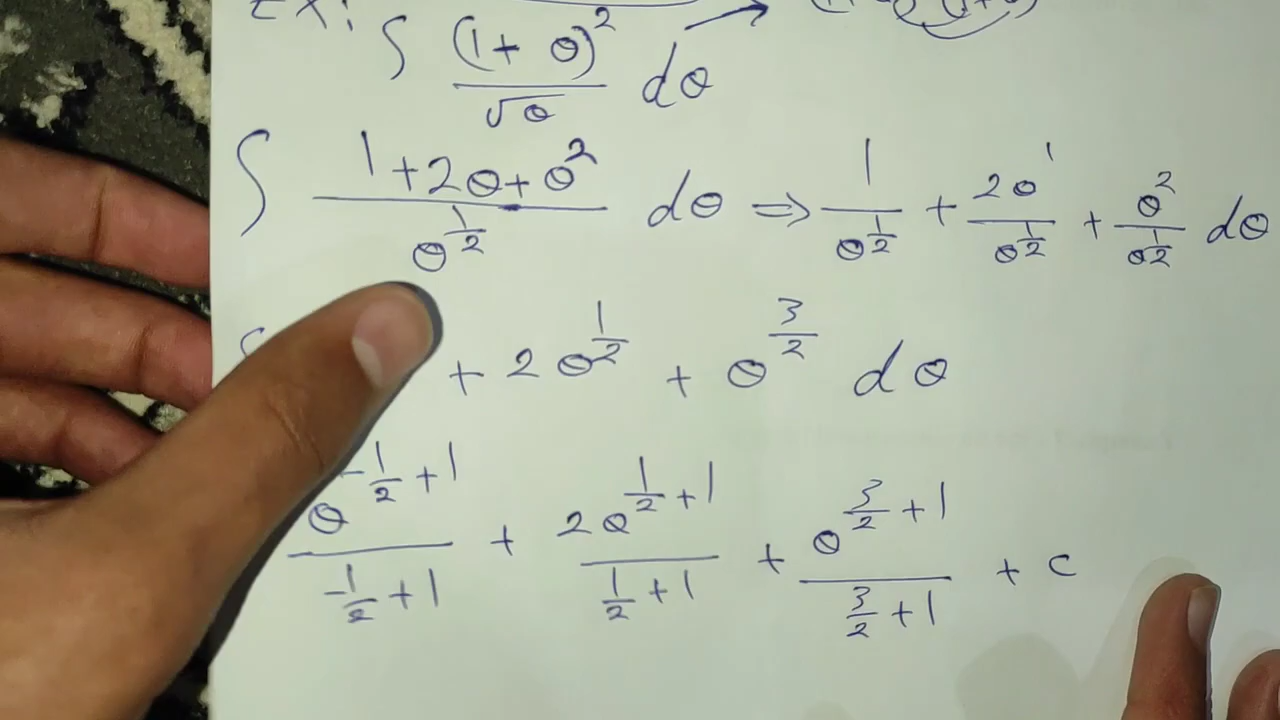 Ex: ∫ (1 + θ)² / √θ dθ →
∫ (1 + 2θ + θ²) / θ^(1/2) dθ ⇒ 1/θ^(1/2) + 2θ¹/θ^(1/2) + θ²/θ^(1/2) dθ
+ 2θ^(1/2) + θ^(3/2) dθ
θ^(-1/2 + 1) / (-1/2 + 1) + 2θ^(1/2 + 1) / (1/2 + 1) + θ^(3/2 + 1) / (3/2 + 1) + c